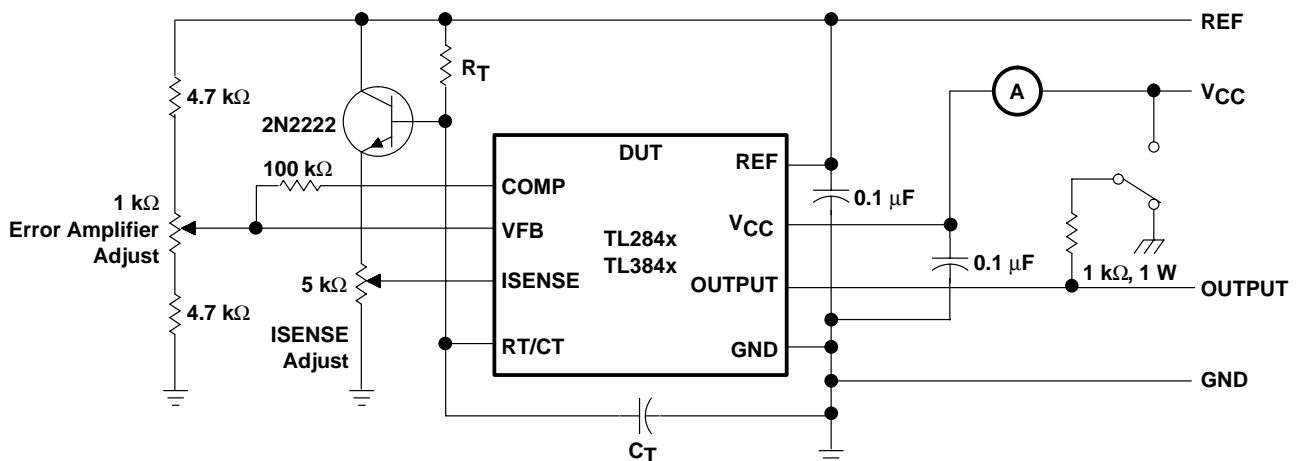 REF
R_T
4.7 kΩ
A
V_CC
2N2222
DUT
REF
100 kΩ
COMP
0.1 μF
1 kΩ
Error Amplifier
Adjust
VFB
V_CC
TL284x
TL384x
0.1 μF
5 kΩ
ISENSE
OUTPUT
1 kΩ, 1 W
OUTPUT
4.7 kΩ
ISENSE
Adjust
RT/CT
GND
GND
C_T